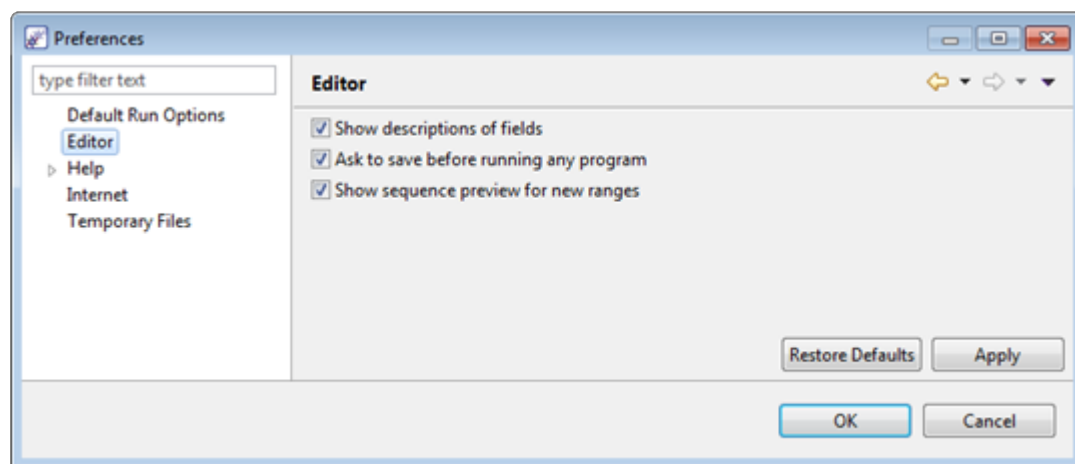 Preferences
type filter text
Default Run Options
Editor
Help
Internet
Temporary Files
Editor
Show descriptions of fields
Ask to save before running any program
Show sequence preview for new ranges
Restore Defaults
Apply
OK
Cancel